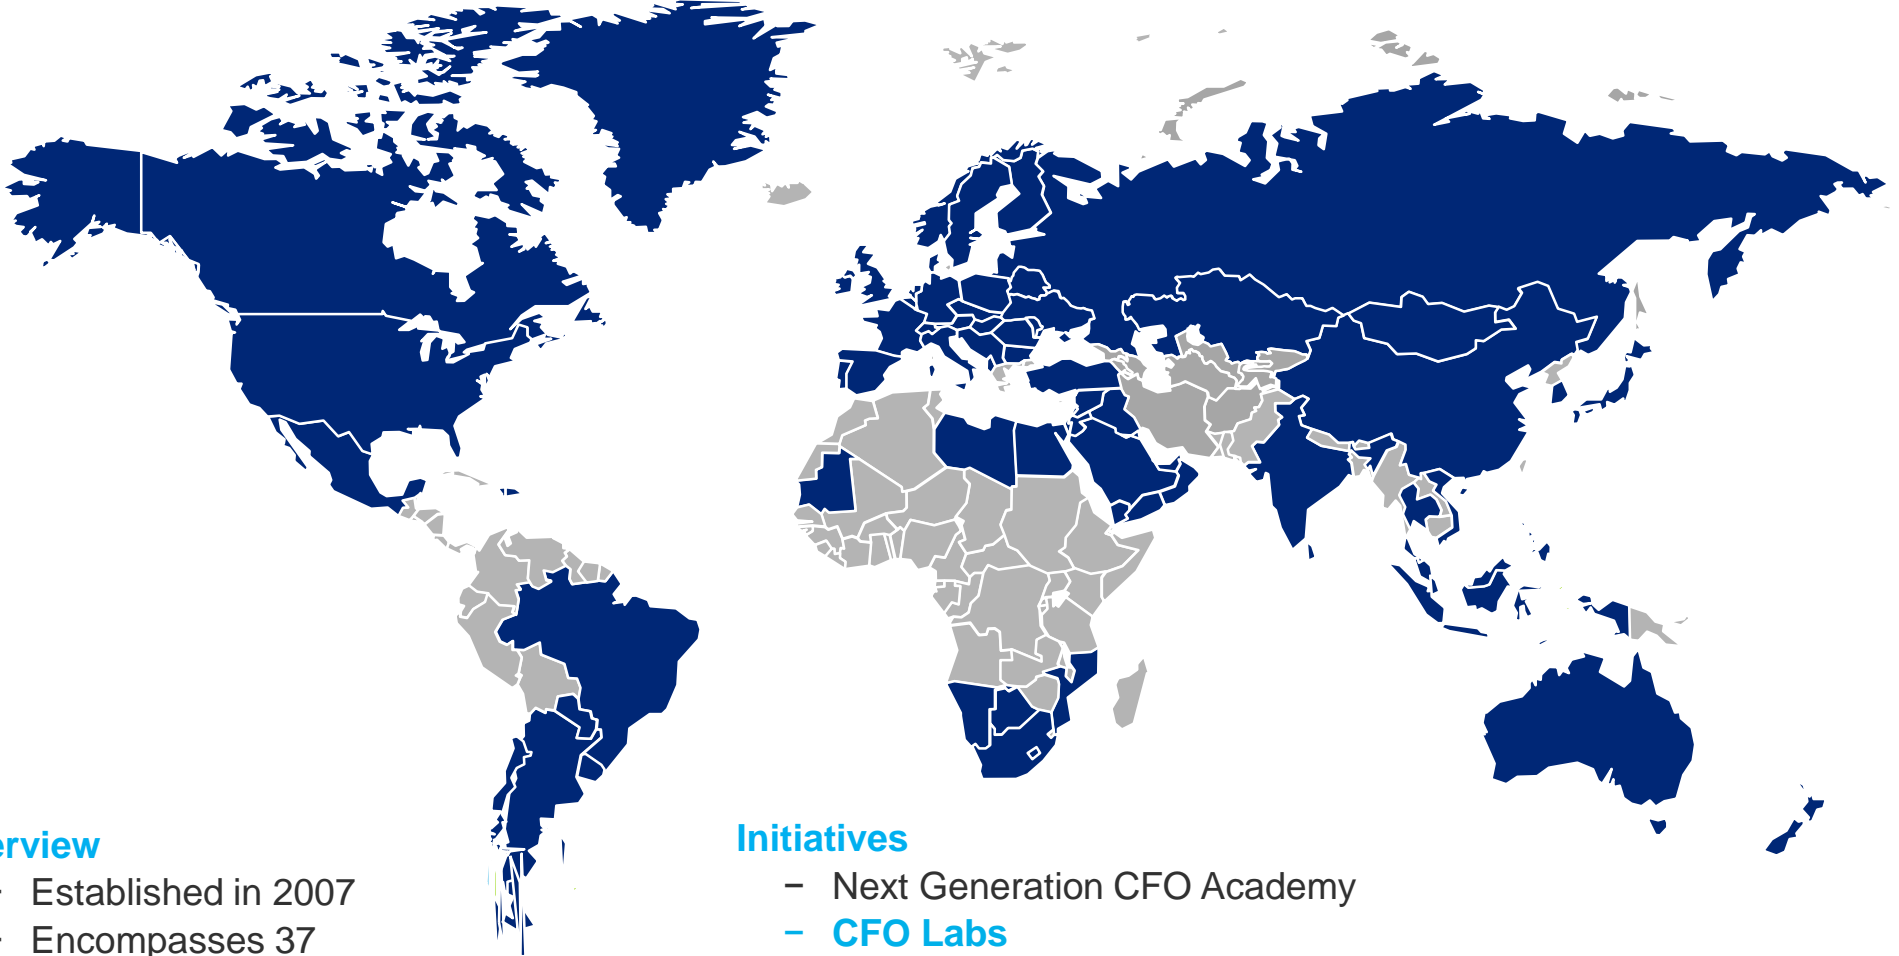 erview
Established in 2007
Encompasses 37
Initiatives
– Next Generation CFO Academy
– CFO Labs